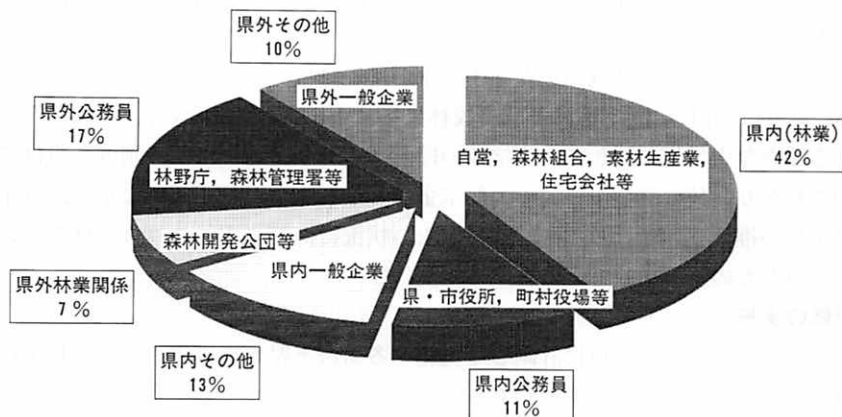 県外その他
10%
県外一般企業
県外公務員
17%
林野庁，森林管理署等
県内(林業)
42%
自営，森林組合，素材生産業，
住宅会社等
森林開発公団等
県内一般企業
県外林業関係
7%
県・市役所，町村役場等
県内その他
13%
県内公務員
11%